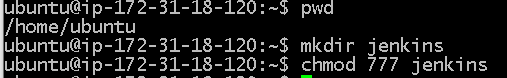 ubuntu@ip-172-31-18-120:~$ pwd
/home/ubuntu
ubuntu@ip-172-31-18-120:~$ mkdir jenkins
ubuntu@ip-172-31-18-120:~$ chmod 777 jenkins